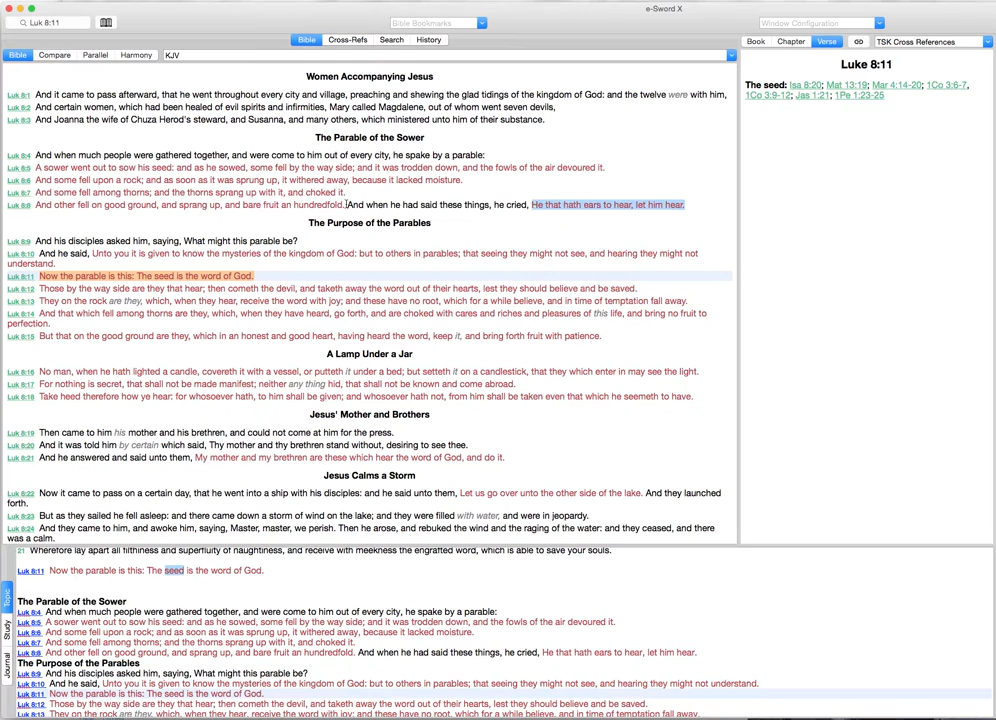 e-Sword X
Luk 8:11
Bible Bookmarks
Window Configuration
Bible Cross-Refs Search History
Book Chapter Verse TSK Cross References
Bible Compare Parallel Harmony KJV
Luke 8:11
The seed: Isa 8:20; Mat 13:19; Mar 4:14-20; 1Co 3:6-7,
1Co 3:9-12; Jas 1:21; 1Pe 1:23-25
Women Accompanying Jesus
Luk 8:1 And it came to pass afterward, that he went throughout every city and village, preaching and shewing the glad tidings of the kingdom of God: and the twelve were with him,
Luk 8:2 And certain women, which had been healed of evil spirits and infirmities, Mary called Magdalene, out of whom went seven devils,
Luk 8:3 And Joanna the wife of Chuza Herod's steward, and Susanna, and many others, which ministered unto him of their substance.
The Parable of the Sower
Luk 8:4 And when much people were gathered together, and were come to him out of every city, he spake by a parable:
Luk 8:5 A sower went out to sow his seed: and as he sowed, some fell by the way side; and it was trodden down, and the fowls of the air devoured it.
Luk 8:6 And some fell upon a rock; and as soon as it was sprung up, it withered away, because it lacked moisture.
Luk 8:7 And some fell among thorns; and the thorns sprang up with it, and choked it.
Luk 8:8 And other fell on good ground, and sprang up, and bare fruit an hundredfold. And when he had said these things, he cried, He that hath ears to hear, let him hear.
The Purpose of the Parables
Luk 8:9 And his disciples asked him, saying, What might this parable be?
Luk 8:10 And he said, Unto you it is given to know the mysteries of the kingdom of God: but to others in parables; that seeing they might not see, and hearing they might not
understand.
Luk 8:11 Now the parable is this: The seed is the word of God.
Luk 8:12 Those by the way side are they that hear; then cometh the devil, and taketh away the word out of their hearts, lest they should believe and be saved.
Luk 8:13 They on the rock are they, which, when they hear, receive the word with joy; and these have no root, which for a while believe, and in time of temptation fall away.
Luk 8:14 And that which fell among thorns are they, which, when they have heard, go forth, and are choked with cares and riches and pleasures of this life, and bring no fruit to
perfection.
Luk 8:15 But that on the good ground are they, which in an honest and good heart, having heard the word, keep it, and bring forth fruit with patience.
A Lamp Under a Jar
Luk 8:16 No man, when he hath lighted a candle, covereth it with a vessel, or putteth it under a bed; but setteth it on a candlestick, that they which enter in may see the light.
Luk 8:17 For nothing is secret, that shall not be made manifest; neither any thing hid, that shall not be known and come abroad.
Luk 8:18 Take heed therefore how ye hear: for whosoever hath, to him shall be given; and whosoever hath not, from him shall be taken even that which he seemeth to have.
Jesus' Mother and Brothers
Luk 8:19 Then came to him his mother and his brethren, and could not come at him for the press.
Luk 8:20 And it was told him by certain which said, Thy mother and thy brethren stand without, desiring to see thee.
Luk 8:21 And he answered and said unto them, My mother and my brethren are these which hear the word of God, and do it.
Jesus Calms a Storm
Luk 8:22 Now it came to pass on a certain day, that he went into a ship with his disciples: and he said unto them, Let us go over unto the other side of the lake. And they launched
forth.
Luk 8:23 But as they sailed he fell asleep: and there came down a storm of wind on the lake; and they were filled with water, and were in jeopardy.
Luk 8:24 And they came to him, and awoke him, saying, Master, master, we perish. Then he arose, and rebuked the wind and the raging of the water: and they ceased, and there
was a calm.
21 Wherefore lay apart all filthiness and superfluity of naughtiness, and receive with meekness the engrafted word, which is able to save your souls.
Luk 8:11 Now the parable is this: The seed is the word of God.
Topic
Study
Journal
The Parable of the Sower
Luk 8:4 And when much people were gathered together, and were come to him out of every city, he spake by a parable:
Luk 8:5 A sower went out to sow his seed: and as he sowed, some fell by the way side; and it was trodden down, and the fowls of the air devoured it.
Luk 8:6 And some fell upon a rock; and as soon as it was sprung up, it withered away, because it lacked moisture.
Luk 8:7 And some fell among thorns; and the thorns sprang up with it, and choked it.
Luk 8:8 And other fell on good ground, and sprang up, and bare fruit an hundredfold. And when he had said these things, he cried, He that hath ears to hear, let him hear.
The Purpose of the Parables
Luk 8:9 And his disciples asked him, saying, What might this parable be?
Luk 8:10 And he said, Unto you it is given to know the mysteries of the kingdom of God: but to others in parables; that seeing they might not see, and hearing they might not understand.
Luk 8:11 Now the parable is this: The seed is the word of God.
Luk 8:12 Those by the way side are they that hear; then cometh the devil, and taketh away the word out of their hearts, lest they should believe and be saved.
Luk 8:13 They on the rock are they, which, when they hear, receive the word with joy; and these have no root, which for a while believe, and in time of temptation fall away.